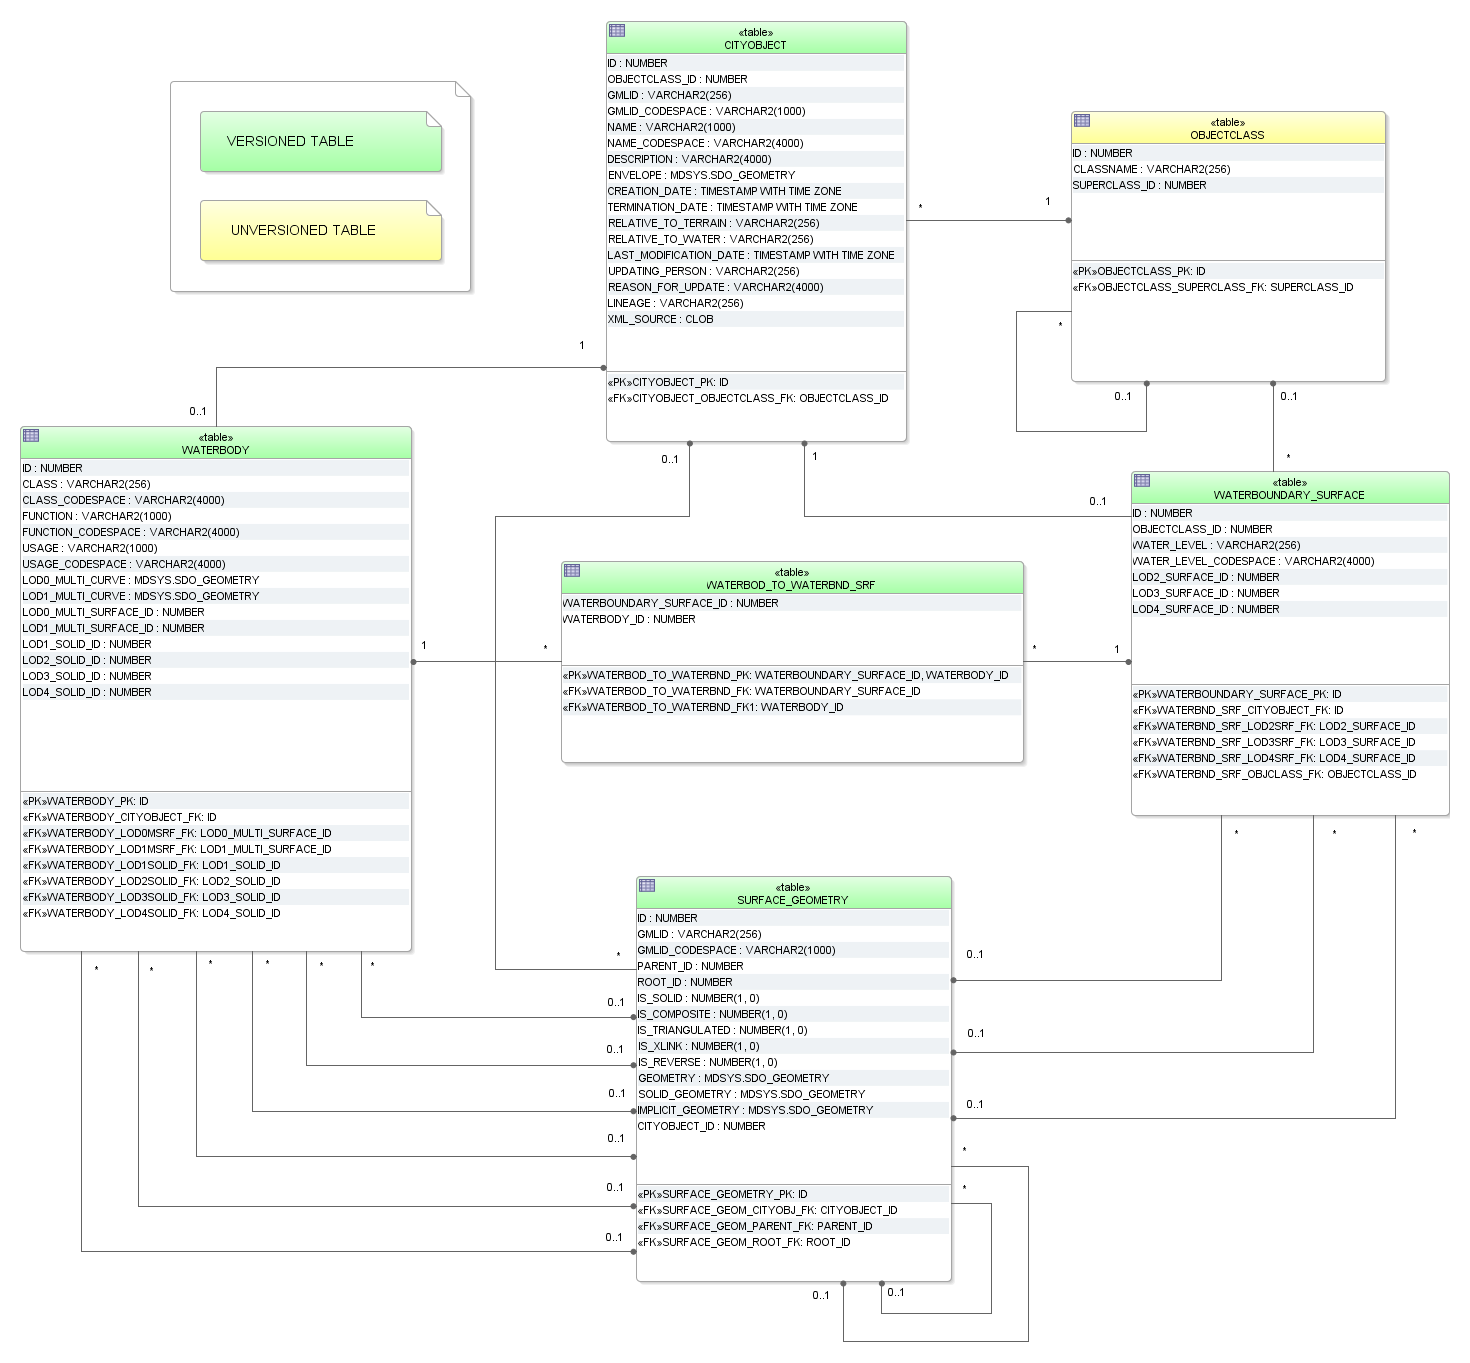 «table»
CITYOBJECT
ID : NUMBER
OBJECTCLASS_ID : NUMBER
GMLID : VARCHAR2(256)
GMLID_CODESPACE : VARCHAR2(1000)
NAME : VARCHAR2(1000)
NAME_CODESPACE : VARCHAR2(4000)
DESCRIPTION : VARCHAR2(4000)
ENVELOPE : MDSYS.SDO_GEOMETRY
CREATION_DATE : TIMESTAMP WITH TIME ZONE
TERMINATION_DATE : TIMESTAMP WITH TIME ZONE
RELATIVE_TO_TERRAIN : VARCHAR2(256)
RELATIVE_TO_WATER : VARCHAR2(256)
LAST_MODIFICATION_DATE : TIMESTAMP WITH TIME ZONE
UPDATING_PERSON : VARCHAR2(256)
REASON_FOR_UPDATE : VARCHAR2(4000)
LINEAGE : VARCHAR2(256)
XML_SOURCE : CLOB
«PK»CITYOBJECT_PK: ID
«FK»CITYOBJECT_OBJECTCLASS_FK: OBJECTCLASS_ID
VERSIONED TABLE
UNVERSIONED TABLE
«table»
OBJECTCLASS
ID : NUMBER
CLASSNAME : VARCHAR2(256)
SUPERCLASS_ID : NUMBER
«PK»OBJECTCLASS_PK: ID
«FK»OBJECTCLASS_SUPERCLASS_FK: SUPERCLASS_ID
*
1
*
0..1
0..1
*
1
0..1
0..1
1
0..1
«table»
WATERBODY
ID : NUMBER
CLASS : VARCHAR2(256)
CLASS_CODESPACE : VARCHAR2(4000)
FUNCTION : VARCHAR2(1000)
FUNCTION_CODESPACE : VARCHAR2(4000)
USAGE : VARCHAR2(1000)
USAGE_CODESPACE : VARCHAR2(4000)
LOD0_MULTI_CURVE : MDSYS.SDO_GEOMETRY
LOD1_MULTI_CURVE : MDSYS.SDO_GEOMETRY
LOD0_MULTI_SURFACE_ID : NUMBER
LOD1_MULTI_SURFACE_ID : NUMBER
LOD1_SOLID_ID : NUMBER
LOD2_SOLID_ID : NUMBER
LOD3_SOLID_ID : NUMBER
LOD4_SOLID_ID : NUMBER
«PK»WATERBODY_PK: ID
«FK»WATERBODY_CITYOBJECT_FK: ID
«FK»WATERBODY_LOD0MSRF_FK: LOD0_MULTI_SURFACE_ID
«FK»WATERBODY_LOD1MSRF_FK: LOD1_MULTI_SURFACE_ID
«FK»WATERBODY_LOD1SOLID_FK: LOD1_SOLID_ID
«FK»WATERBODY_LOD2SOLID_FK: LOD2_SOLID_ID
«FK»WATERBODY_LOD3SOLID_FK: LOD3_SOLID_ID
«FK»WATERBODY_LOD4SOLID_FK: LOD4_SOLID_ID
«table»
WATERBOD_TO_WATERBND_SRF
WATERBOUNDARY_SURFACE_ID : NUMBER
WATERBODY_ID : NUMBER
«PK»WATERBOD_TO_WATERBND_PK: WATERBOUNDARY_SURFACE_ID, WATERBODY_ID
«FK»WATERBOD_TO_WATERBND_FK: WATERBOUNDARY_SURFACE_ID
«FK»WATERBOD_TO_WATERBND_FK1: WATERBODY_ID
1
*
*
1
«table»
WATERBOUNDARY_SURFACE
ID : NUMBER
OBJECTCLASS_ID : NUMBER
WATER_LEVEL : VARCHAR2(256)
WATER_LEVEL_CODESPACE : VARCHAR2(4000)
LOD2_SURFACE_ID : NUMBER
LOD3_SURFACE_ID : NUMBER
LOD4_SURFACE_ID : NUMBER
«PK»WATERBOUNDARY_SURFACE_PK: ID
«FK»WATERBND_SRF_CITYOBJECT_FK: ID
«FK»WATERBND_SRF_LOD2SRF_FK: LOD2_SURFACE_ID
«FK»WATERBND_SRF_LOD3SRF_FK: LOD3_SURFACE_ID
«FK»WATERBND_SRF_LOD4SRF_FK: LOD4_SURFACE_ID
«FK»WATERBND_SRF_OBJCLASS_FK: OBJECTCLASS_ID
*
*
*
«table»
SURFACE_GEOMETRY
ID : NUMBER
GMLID : VARCHAR2(256)
GMLID_CODESPACE : VARCHAR2(1000)
PARENT_ID : NUMBER
ROOT_ID : NUMBER
IS_SOLID : NUMBER(1, 0)
IS_COMPOSITE : NUMBER(1, 0)
IS_TRIANGULATED : NUMBER(1, 0)
IS_XLINK : NUMBER(1, 0)
IS_REVERSE : NUMBER(1, 0)
GEOMETRY : MDSYS.SDO_GEOMETRY
SOLID_GEOMETRY : MDSYS.SDO_GEOMETRY
IMPLICIT_GEOMETRY : MDSYS.SDO_GEOMETRY
CITYOBJECT_ID : NUMBER
«PK»SURFACE_GEOMETRY_PK: ID
«FK»SURFACE_GEOM_CITYOBJ_FK: CITYOBJECT_ID
«FK»SURFACE_GEOM_PARENT_FK: PARENT_ID
«FK»SURFACE_GEOM_ROOT_FK: ROOT_ID
*
*
*
*
*
*
*
0..1
0..1
0..1
0..1
0..1
0..1
0..1
0..1
0..1
*
*
0..1
0..1